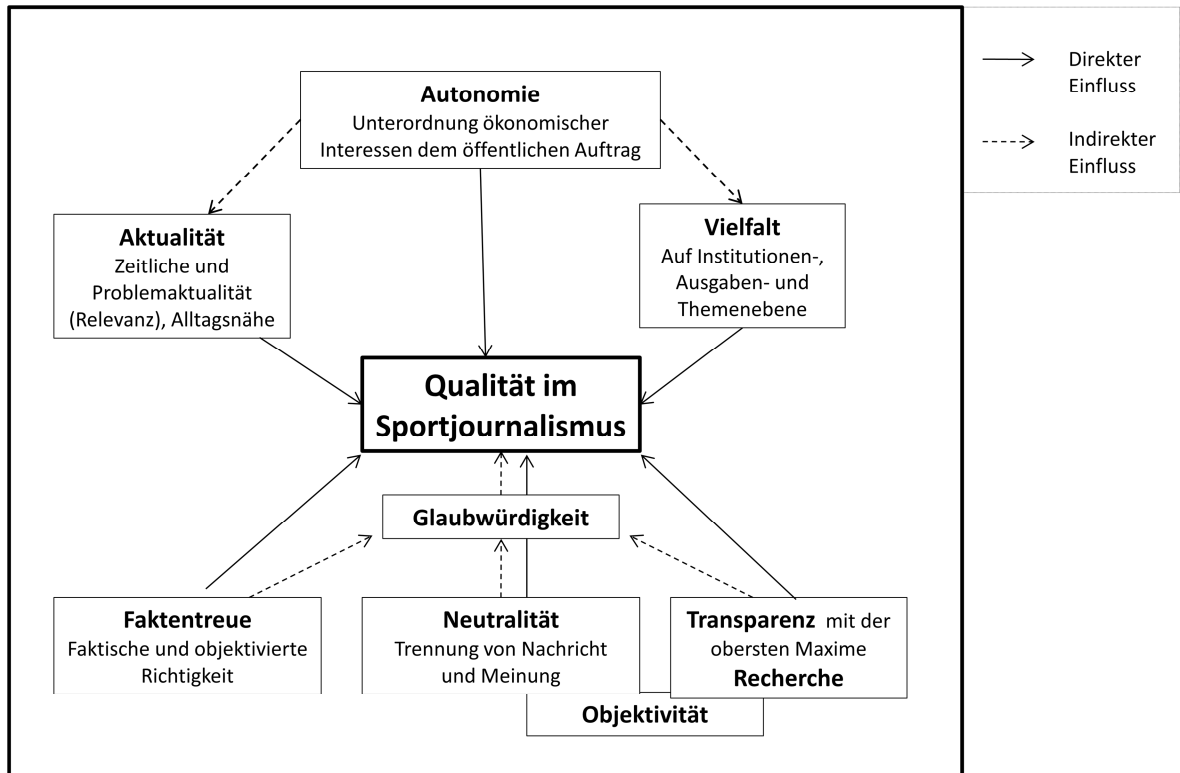 Autonomie
Unterordnung ökonomischer
Interessen dem öffentlichen Auftrag
Direkter
Einfluss
Indirekter
Einfluss
Aktualität
Zeitliche und
Problemaktualität
(Relevanz), Alltagsnähe
Vielfalt
Auf Institutionen-,
Ausgaben- und
Themenebene
Qualität im
Sportjournalismus
Glaubwürdigkeit
Faktentreue
Faktische und objektivierte
Richtigkeit
Neutralität
Trennung von Nachricht
und Meinung
Transparenz mit der
obersten Maxime
Recherche
Objektivität